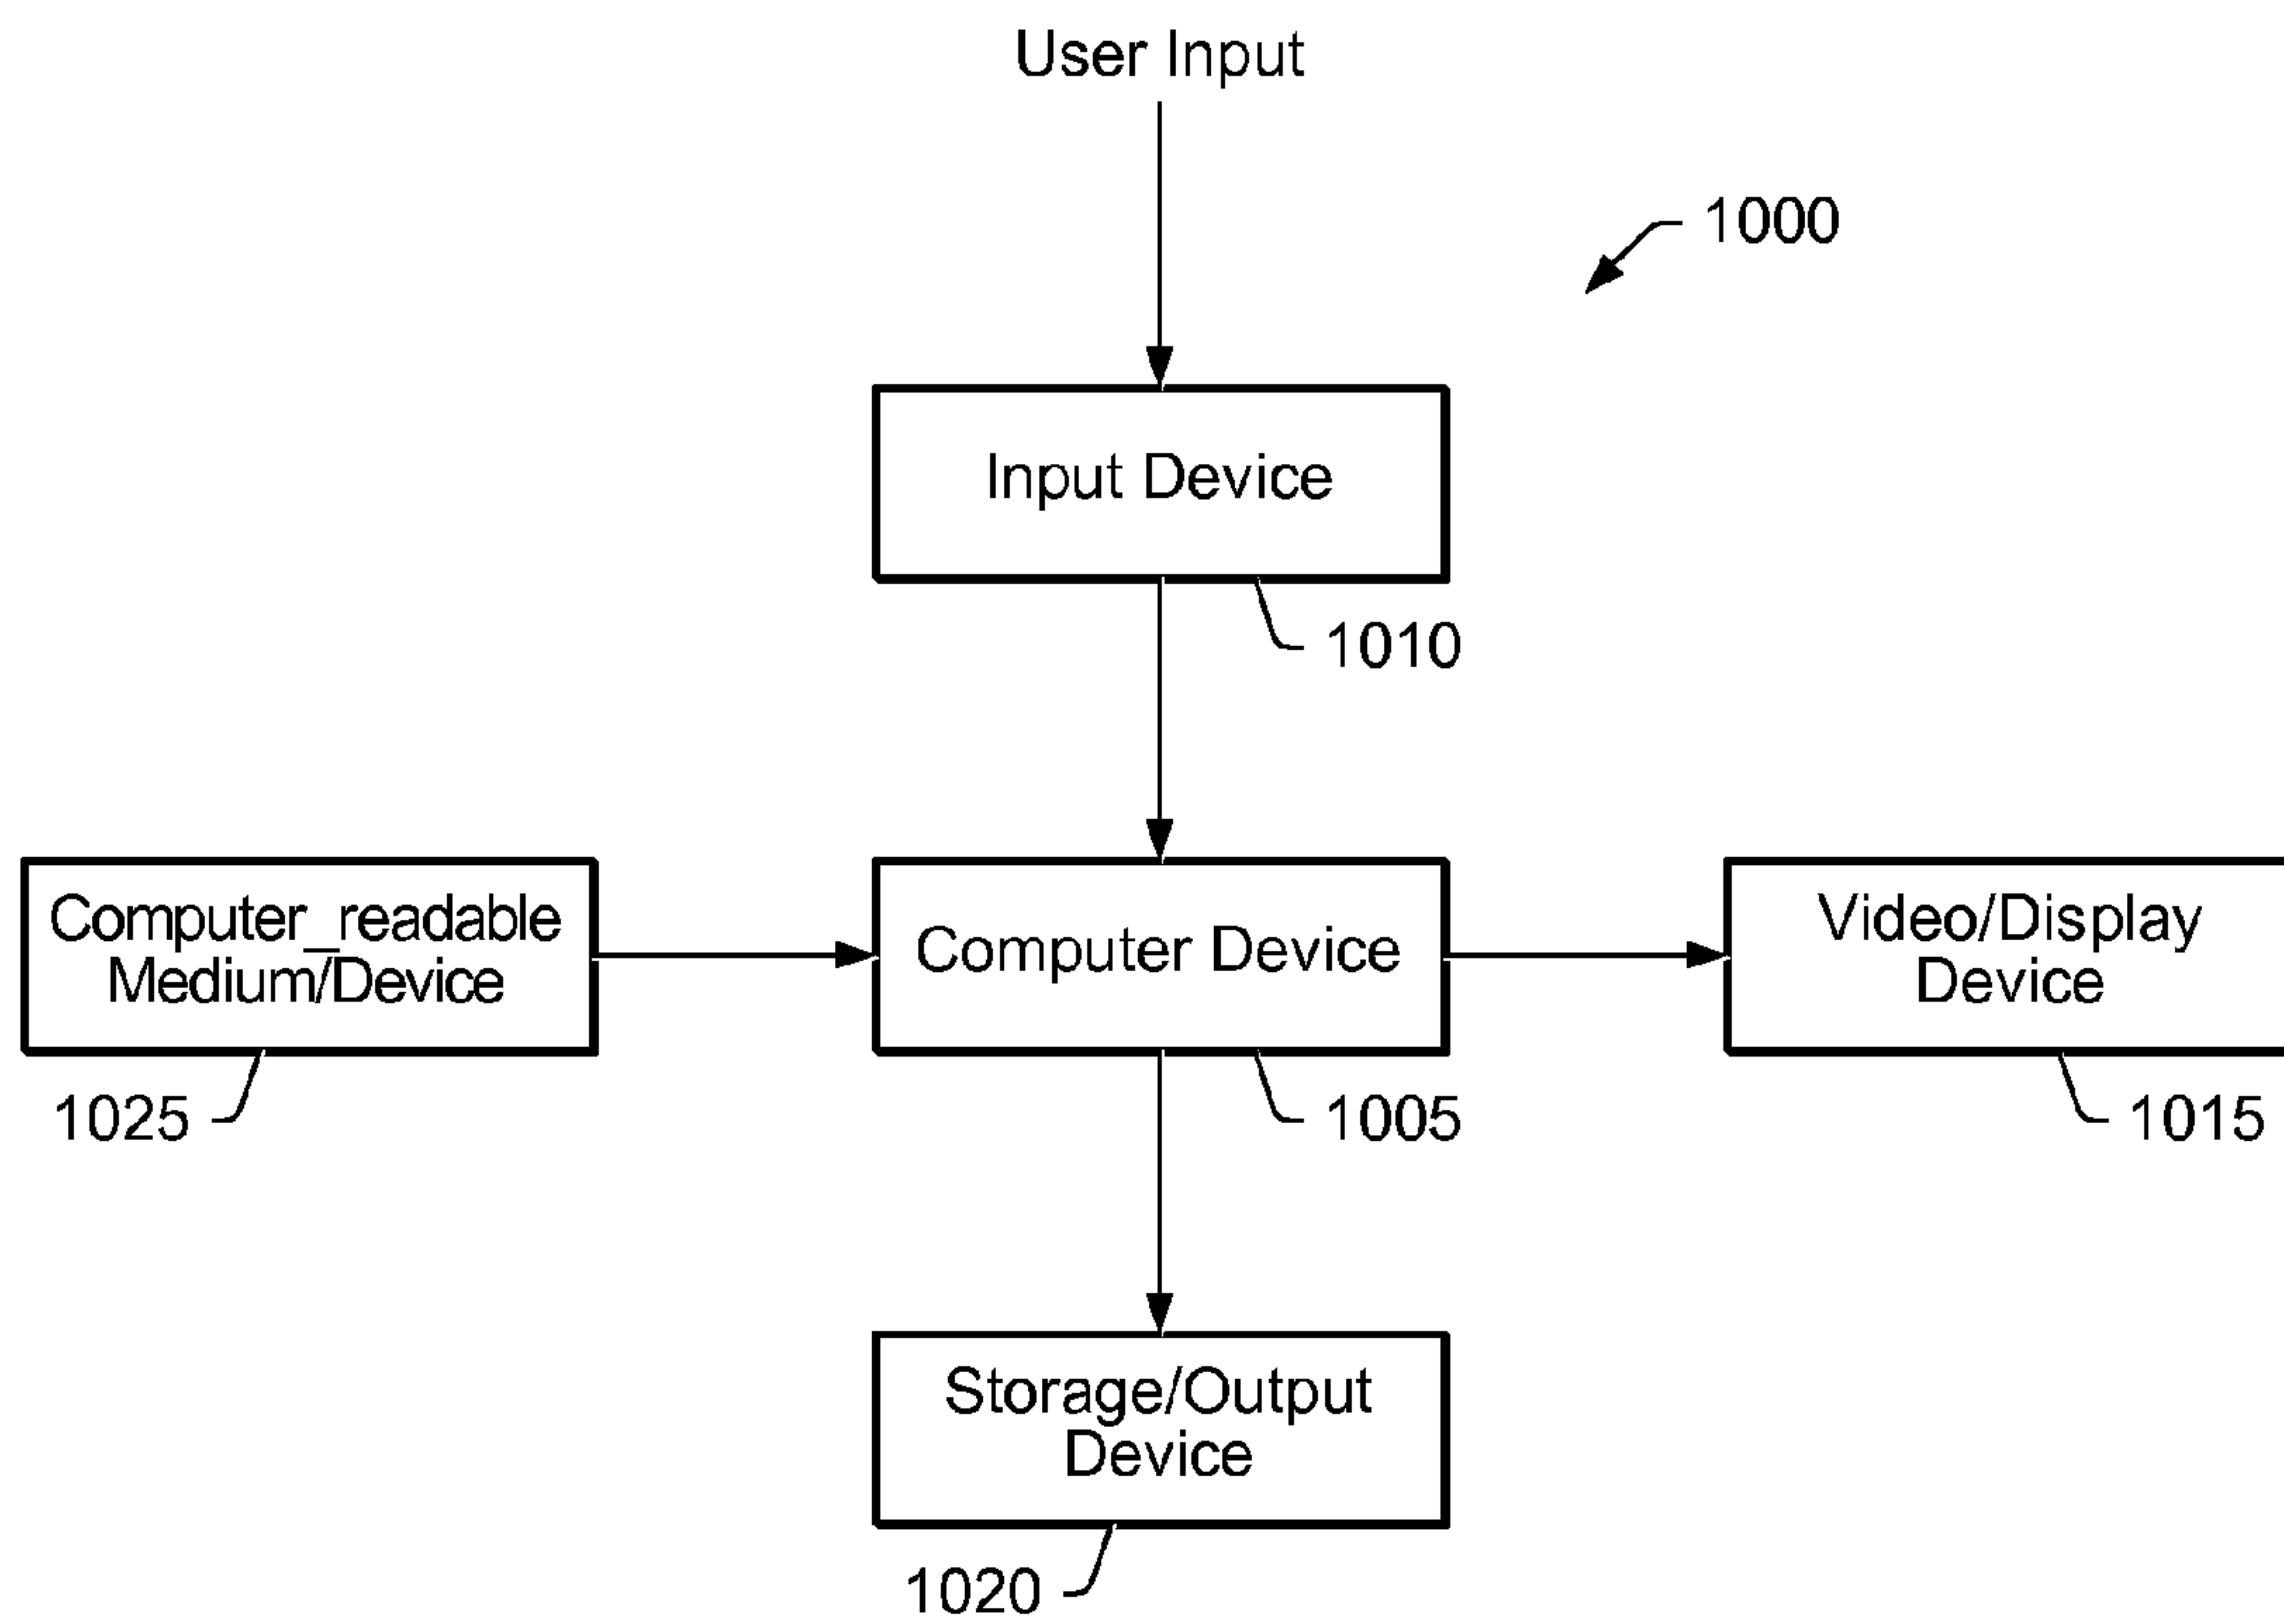 User Input
1000
Input Device
1010
Computer_readable
Medium/Device
1025
Computer Device
1005
Video/Display
Device
1015
Storage/Output
Device
1020